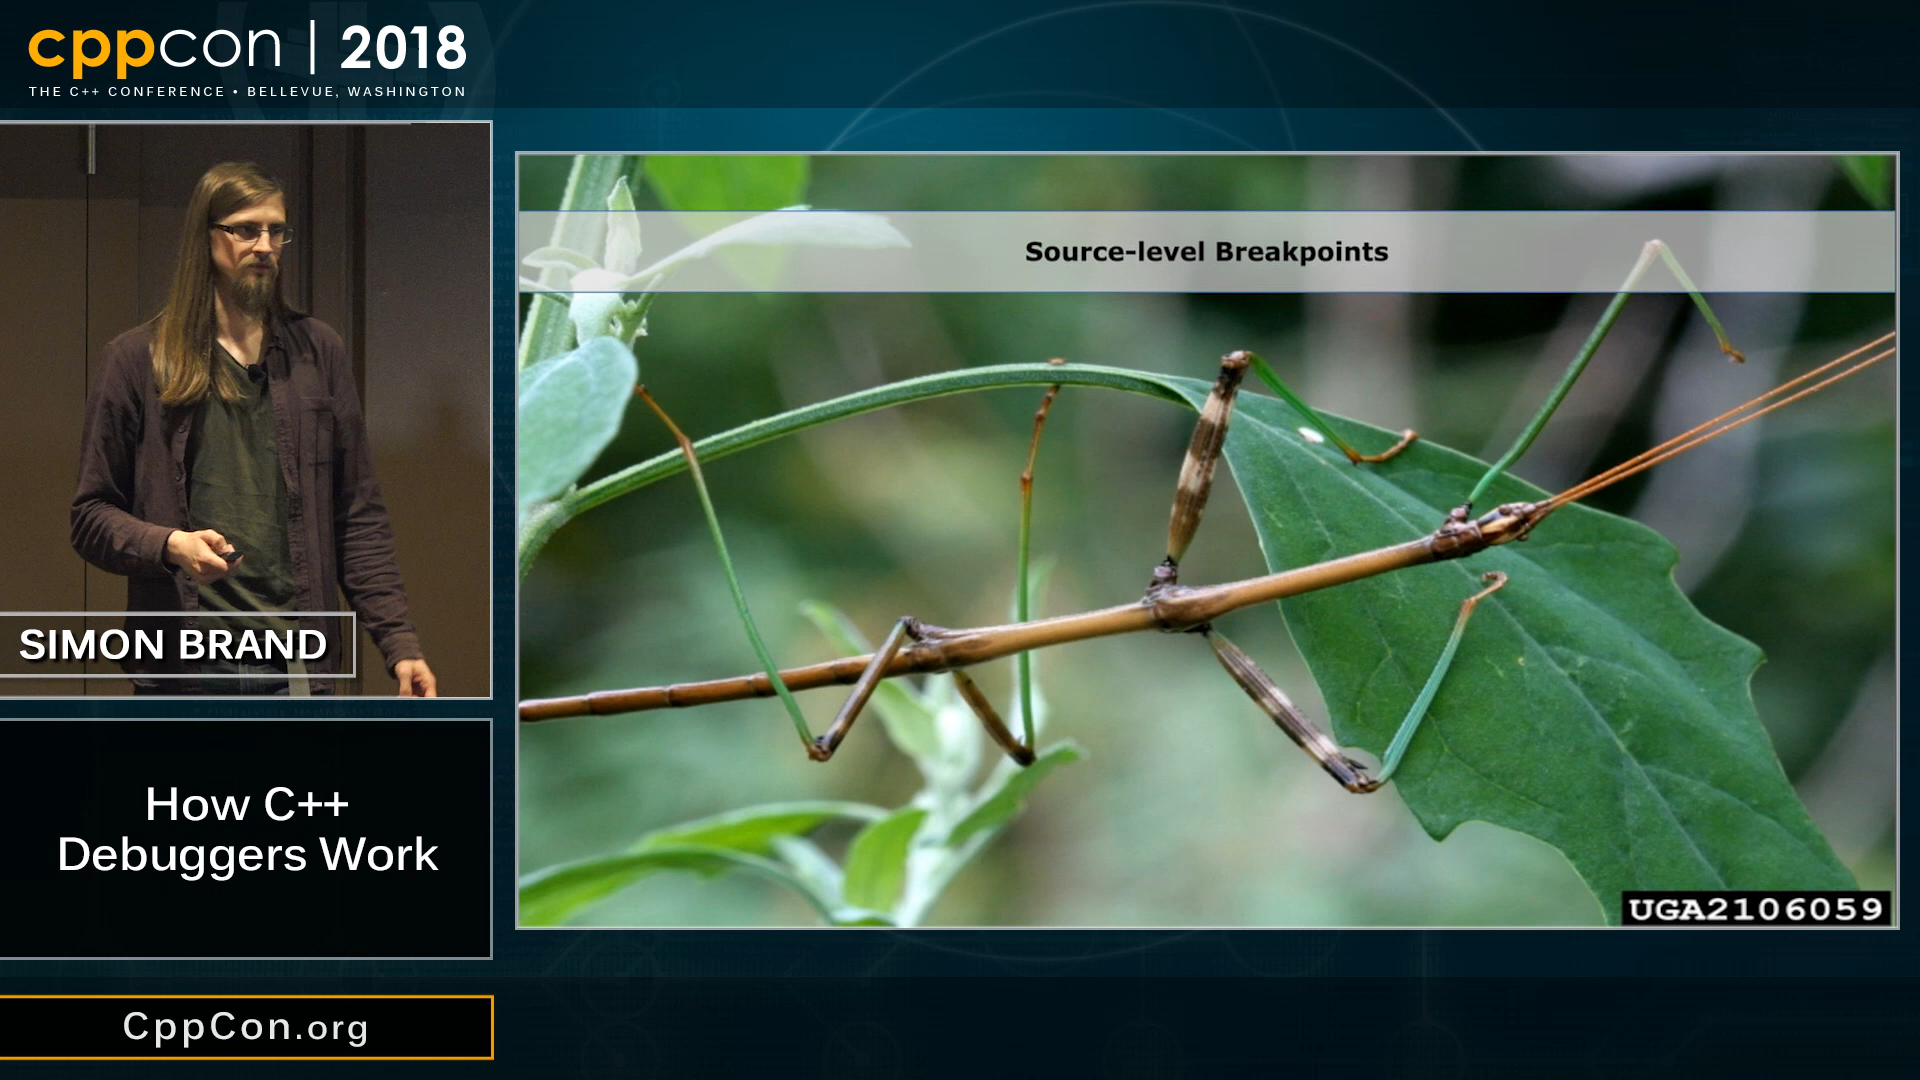 cppcon | 2018
THE C++ CONFERENCE • BELLEVUE, WASHINGTON
Source-level Breakpoints
SIMON BRAND
How C++
Debuggers Work
UGA2106059
CppCon.org